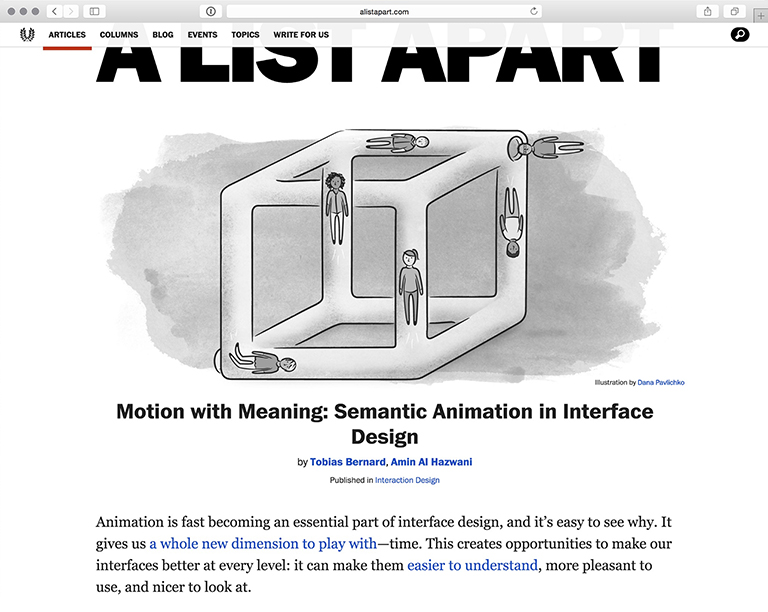 alistapart.com
ARTICLES COLUMNS BLOG EVENTS TOPICS WRITE FOR US
A LIST APART
Illustration by Dana Pavlichko
Motion with Meaning: Semantic Animation in Interface
Design
by Tobias Bernard, Amin Al Hazwani
Published in Interaction Design
Animation is fast becoming an essential part of interface design, and it’s easy to see why. It
gives us a whole new dimension to play with—time. This creates opportunities to make our
interfaces better at every level: it can make them easier to understand, more pleasant to
use, and nicer to look at.